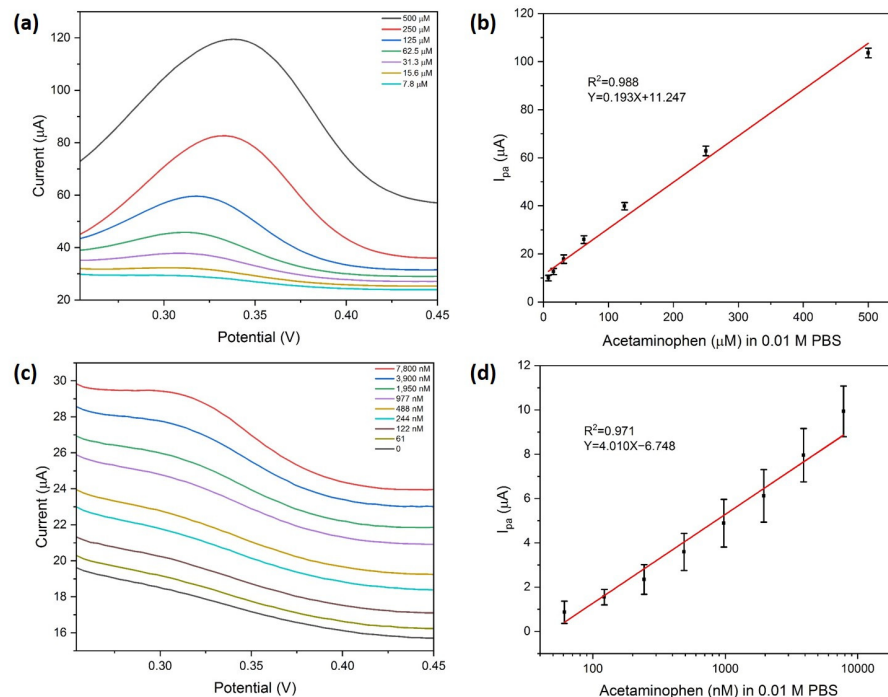 (a)
500 μM
250 μM
125 μM
62.5 μM
31.3 μM
15.6 μM
7.8 μM
120
100
80
60
40
20
Current (μA)
0.30
0.35
0.40
0.45
Potential (V)
(b)
R²=0.988
Y=0.193X+11.247
120
100
80
60
40
20
0
I_pa (μA)
0
100
200
300
400
500
Acetaminophen (μM) in 0.01 M PBS
(c)
7,800 nM
3,900 nM
1,950 nM
977 nM
488 nM
244 nM
122 nM
61
0
30
28
26
24
22
20
18
16
Current (μA)
0.30
0.35
0.40
0.45
Potential (V)
(d)
R²=0.971
Y=4.010X−6.748
12
10
8
6
4
2
0
I_pa (μA)
100
1000
10000
Acetaminophen (nM) in 0.01 M PBS